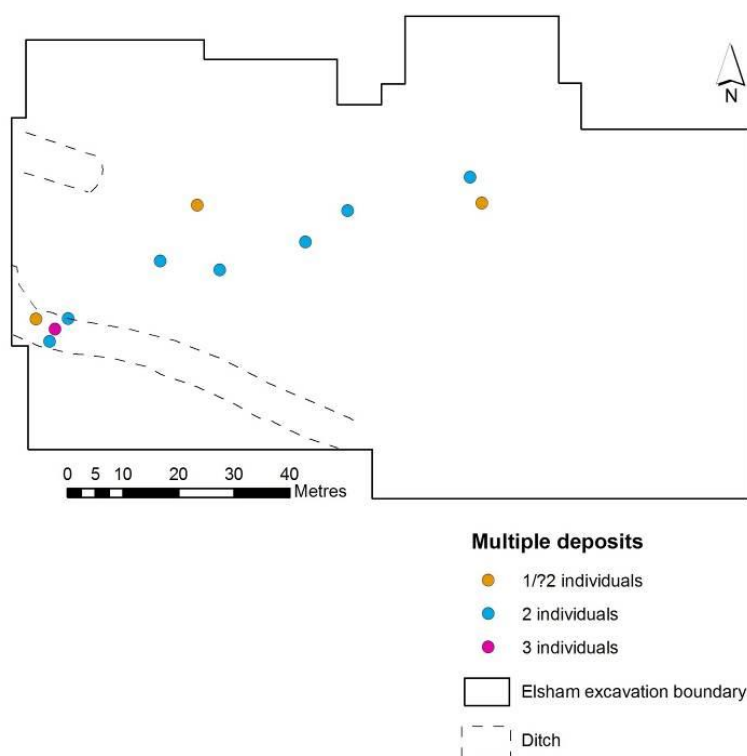 N
0 5 10 20 30 40
Metres
Multiple deposits
1/?2 individuals
2 individuals
3 individuals
Elsham excavation boundary
Ditch